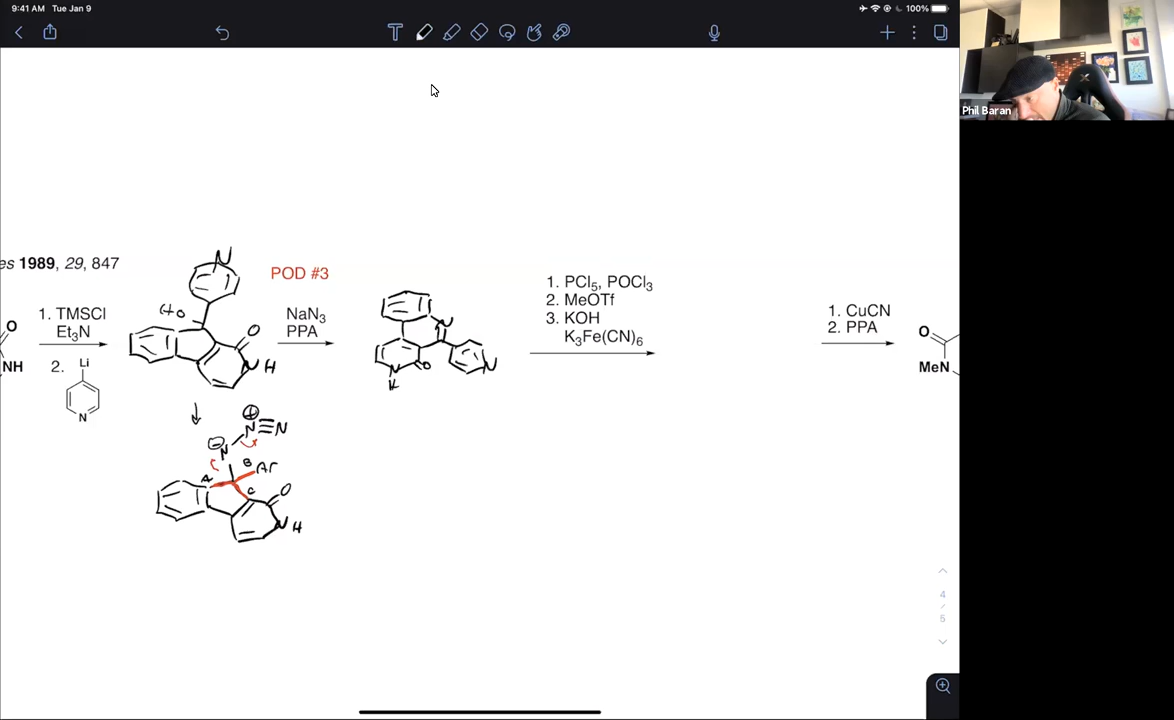 9:41 AM Tue Jan 9
100%
Phil Baran
es 1989, 29, 847
O
NH
1. TMSCl
Et3N
2.
Li
N
N
HO
O
N H
POD #3
NaN3
PPA
N
N
O
N
H
1. PCl5, POCl3
2. MeOTf
3. KOH
K3Fe(CN)6
1. CuCN
2. PPA
O
MeN
⊕
N≡N
⊖
N
A
B
Ar
C
O
N H
4
/
5